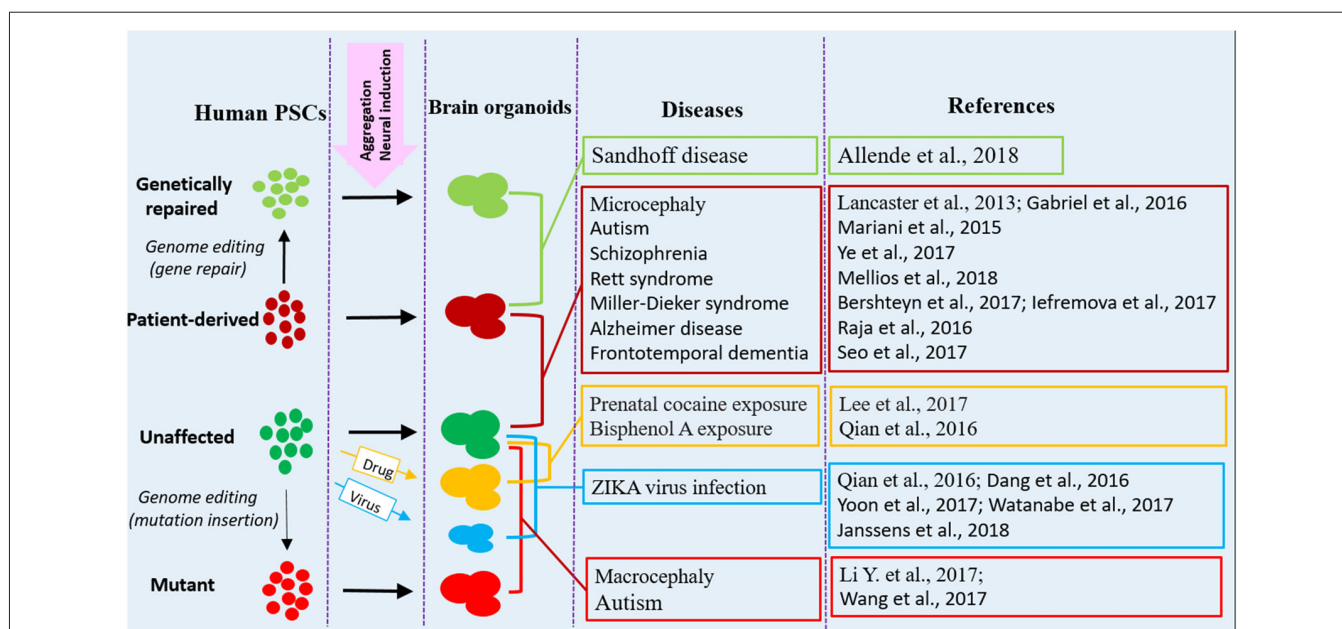 Human PSCs
Aggregation
Neural induction
Brain organoids
Diseases
References
Genetically
repaired
Genome editing
(gene repair)
Patient-derived
Unaffected
Genome editing
(mutation insertion)
Mutant
Drug
Virus
Sandhoff disease
Allende et al., 2018
Microcephaly
Autism
Schizophrenia
Rett syndrome
Miller-Dieker syndrome
Alzheimer disease
Frontotemporal dementia
Lancaster et al., 2013; Gabriel et al., 2016
Mariani et al., 2015
Ye et al., 2017
Mellios et al., 2018
Bershteyn et al., 2017; Iefremova et al., 2017
Raja et al., 2016
Seo et al., 2017
Prenatal cocaine exposure
Bisphenol A exposure
Lee et al., 2017
Qian et al., 2016
ZIKA virus infection
Qian et al., 2016; Dang et al., 2016
Yoon et al., 2017; Watanabe et al., 2017
Janssens et al., 2018
Macrocephaly
Autism
Li Y. et al., 2017;
Wang et al., 2017